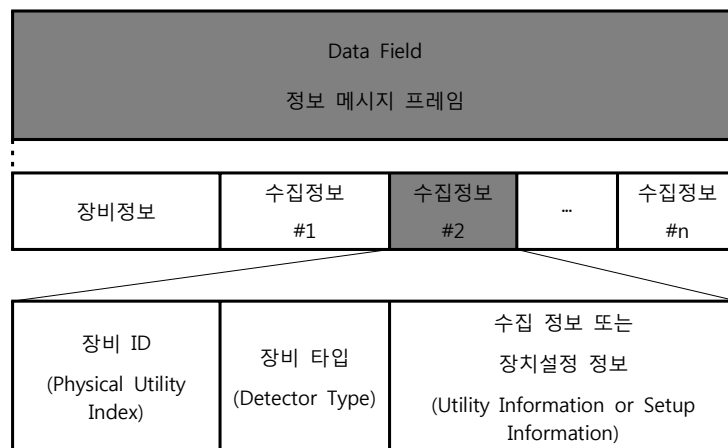 Data Field
정보 메시지 프레임
장비정보
수집정보
#1
수집정보
#2
...
수집정보
#n
장비 ID
(Physical Utility
Index)
장비 타입
(Detector Type)
수집 정보 또는
장치설정 정보
(Utility Information or Setup
Information)